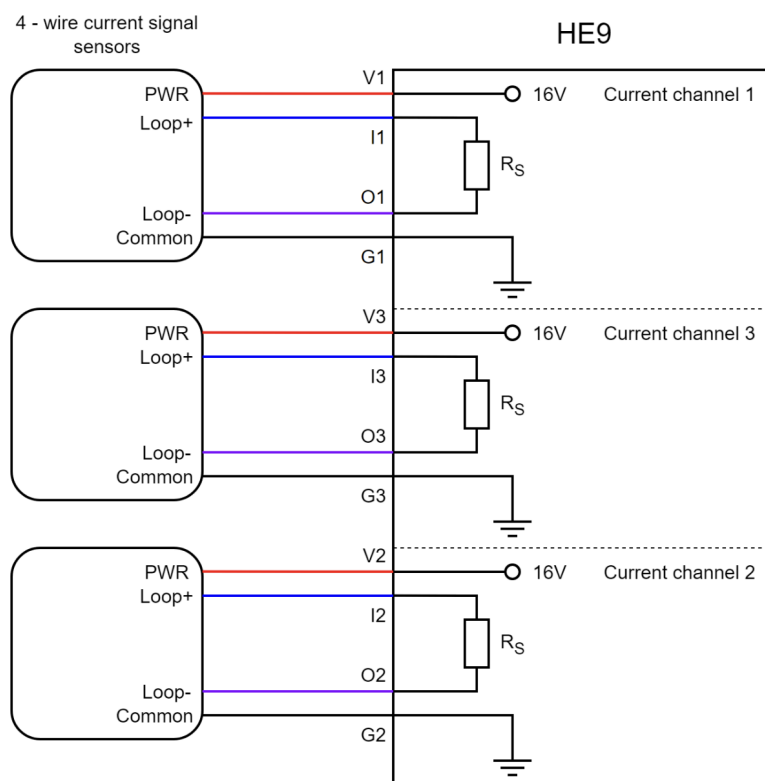 4 - wire current signal
sensors
HE9
V1
PWR
16V
Current channel 1
Loop+
I1
RS
O1
Loop-
Common
G1
V3
PWR
16V
Current channel 3
Loop+
I3
RS
O3
Loop-
Common
G3
V2
PWR
16V
Current channel 2
Loop+
I2
RS
O2
Loop-
Common
G2